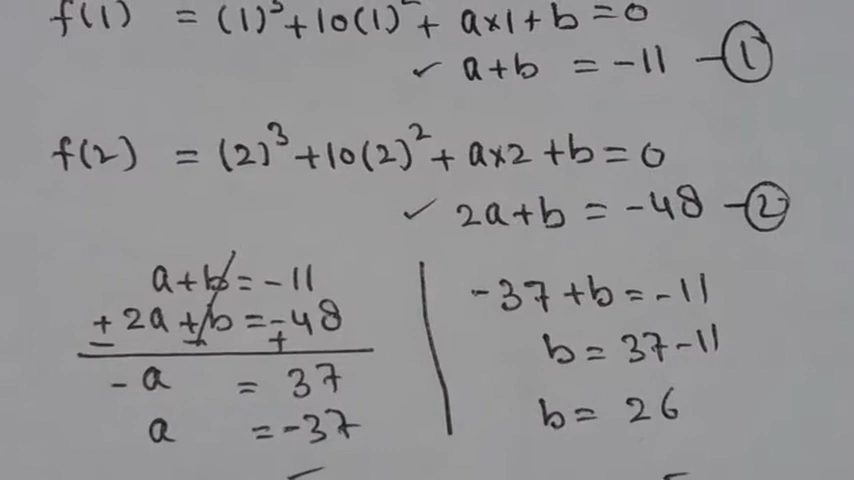 f(1) = (1)³ + 10(1)² + a×1 + b = 0
✓ a+b = -11 —①
f(2) = (2)³ + 10(2)² + a×2 + b = 0
✓ 2a+b = -48 —②
a+b = -11
+2a+b = -48
- - +
-a = 37
a = -37
-37+b = -11
b = 37-11
b = 26